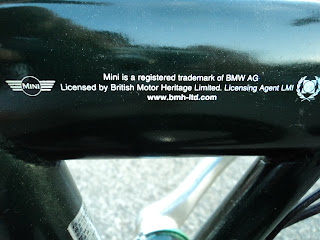 Mini is a registered trademark of BMW AG
MINI
Licensed by British Motor Heritage Limited. Licensing Agent LMI
www.bmh-ltd.com